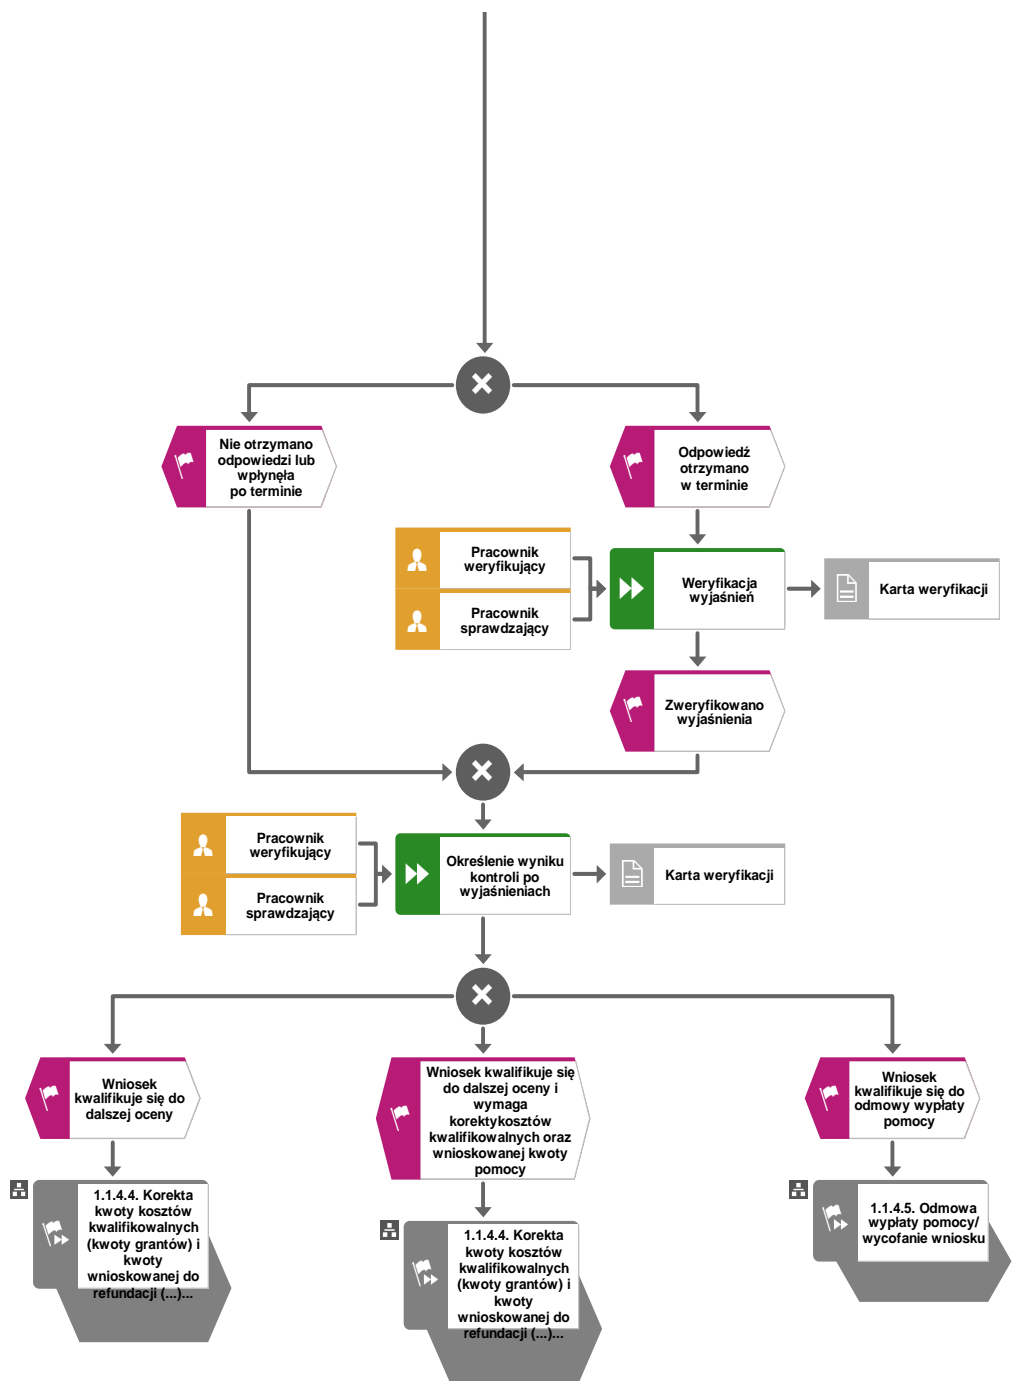 Nie otrzymano
odpowiedzi lub
wpłynęła
po terminie
Odpowiedź
otrzymano
w terminie
Pracownik
weryfikujący
Pracownik
sprawdzający
Weryfikacja
wyjaśnień
Karta weryfikacji
Zweryfikowano
wyjaśnienia
Pracownik
weryfikujący
Pracownik
sprawdzający
Określenie wyniku
kontroli po
wyjaśnieniach
Karta weryfikacji
Wniosek
kwalifikuje się do
dalszej oceny
Wniosek kwalifikuje się
do dalszej oceny i
wymaga
korektykosztów
kwalifikowalnych oraz
wnioskowanej kwoty
pomocy
Wniosek
kwalifikuje się do
odmowy wypłaty
pomocy
1.1.4.4. Korekta
kwoty kosztów
kwalifikowalnych
(kwoty grantów) i
kwoty
wnioskowanej do
refundacji (...)...
1.1.4.4. Korekta
kwoty kosztów
kwalifikowalnych
(kwoty grantów) i
kwoty
wnioskowanej do
refundacji (...)...
1.1.4.5. Odmowa
wypłaty pomocy/
wycofanie wniosku